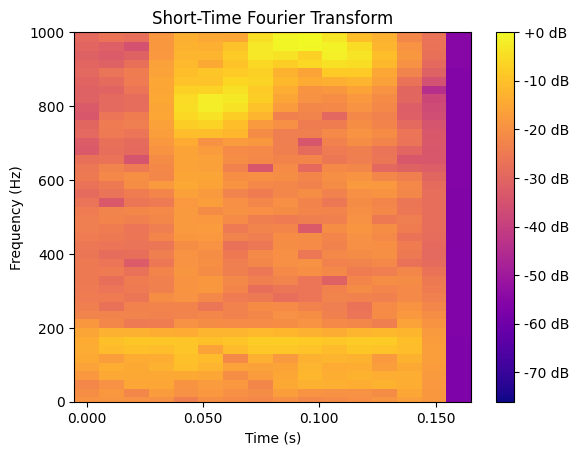 Short-Time Fourier Transform
1000
800
600
400
200
0
Frequency (Hz)
0.000
0.050
0.100
0.150
Time (s)
+0 dB
-10 dB
-20 dB
-30 dB
-40 dB
-50 dB
-60 dB
-70 dB